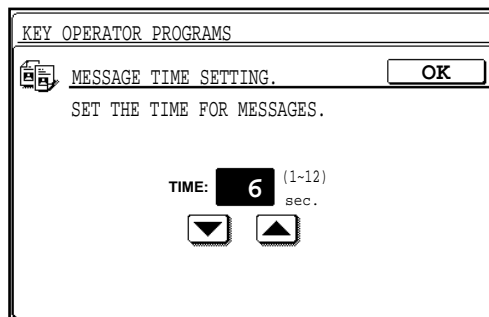 KEY OPERATOR PROGRAMS
MESSAGE TIME SETTING. OK
SET THE TIME FOR MESSAGES.
TIME: 6 (1~12)
sec.